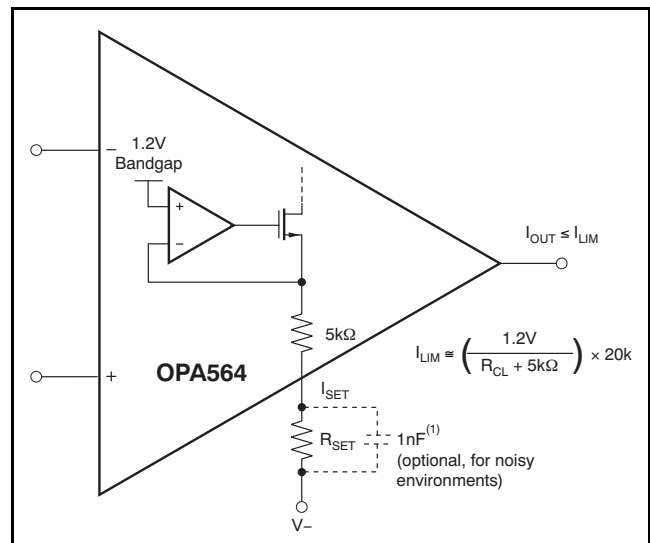 1.2V
Bandgap
−
+
−
+
5kΩ
OPA564
I_SET
R_SET
1nF^(1)
(optional, for noisy
environments)
V−
I_OUT ≤ I_LIM
I_LIM ≅ ( 1.2V / R_CL + 5kΩ ) × 20k